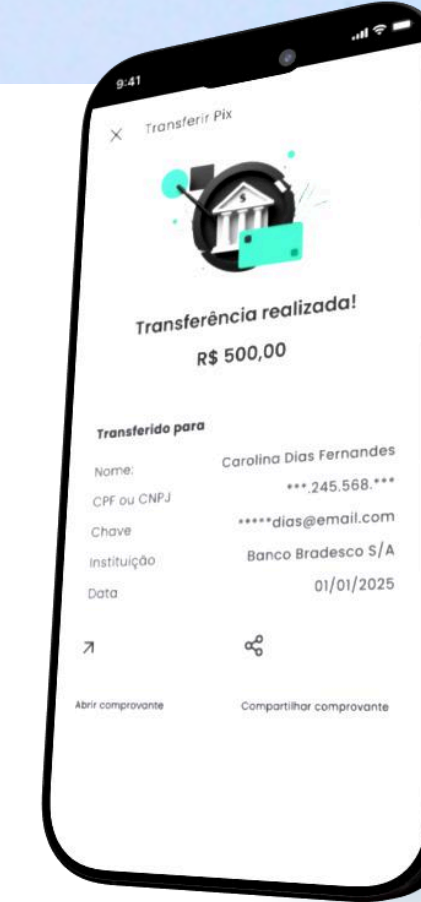 9:41
Transferir Pix
$
Transferência realizada!
R$ 500,00
Transferido para
Nome: Carolina Dias Fernandes
CPF ou CNPJ ***.245.568.***
Chave *****dias@email.com
Instituição Banco Bradesco S/A
Data 01/01/2025
Abrir comprovante Compartilhar comprovante